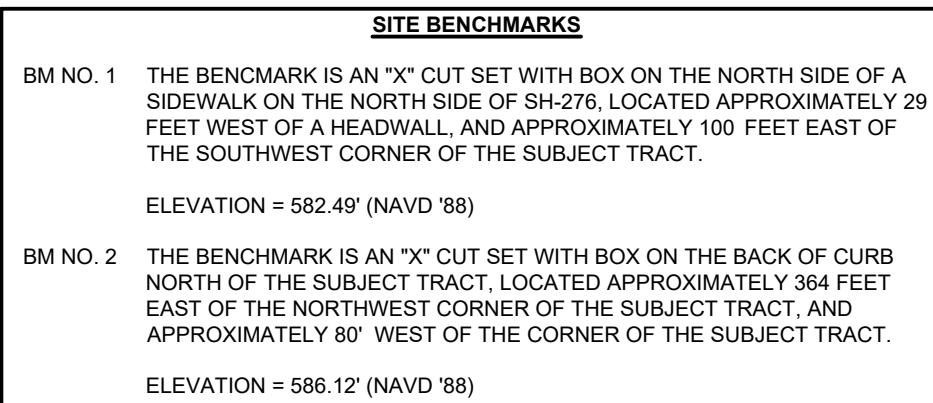 SITE BENCHMARKS
BM NO. 1 THE BENCMARK IS AN "X" CUT SET WITH BOX ON THE NORTH SIDE OF A
SIDEWALK ON THE NORTH SIDE OF SH-276, LOCATED APPROXIMATELY 29
FEET WEST OF A HEADWALL, AND APPROXIMATELY 100 FEET EAST OF
THE SOUTHWEST CORNER OF THE SUBJECT TRACT.
ELEVATION = 582.49' (NAVD '88)
BM NO. 2 THE BENCHMARK IS AN "X" CUT SET WITH BOX ON THE BACK OF CURB
NORTH OF THE SUBJECT TRACT, LOCATED APPROXIMATELY 364 FEET
EAST OF THE NORTHWEST CORNER OF THE SUBJECT TRACT, AND
APPROXIMATELY 80' WEST OF THE CORNER OF THE SUBJECT TRACT.
ELEVATION = 586.12' (NAVD '88)